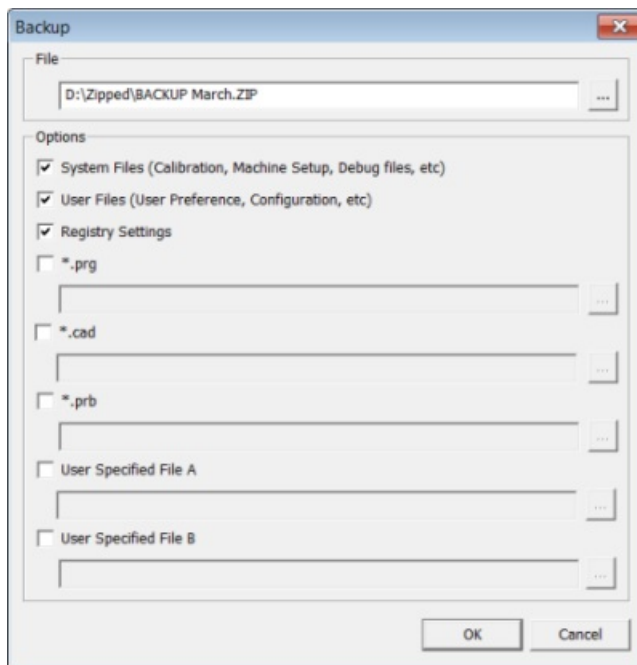 Backup
File
D:\Zipped\BACKUP March.ZIP
...
Options
System Files (Calibration, Machine Setup, Debug files, etc)
User Files (User Preference, Configuration, etc)
Registry Settings
*.prg
...
*.cad
...
*.prb
...
User Specified File A
...
User Specified File B
...
OK Cancel